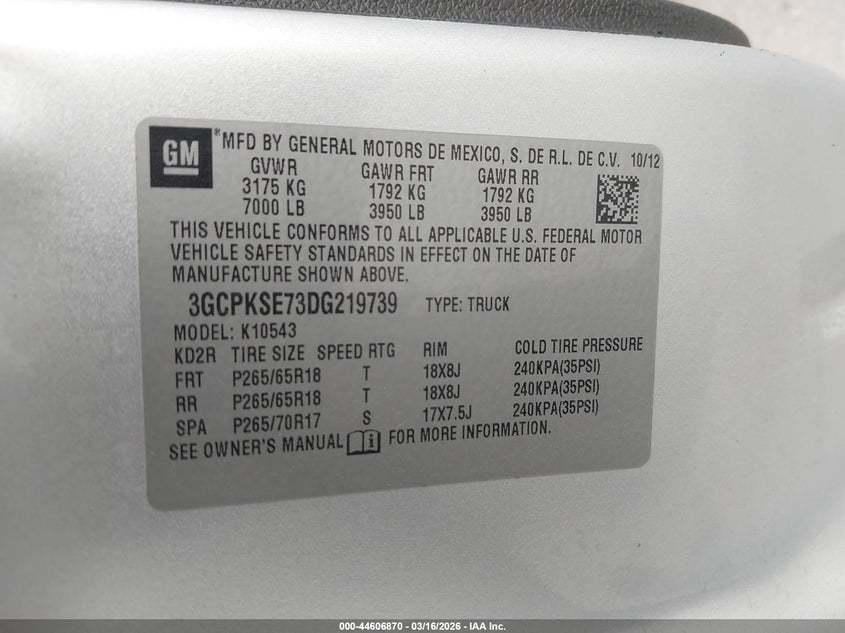 GM
®MFD BY GENERAL MOTORS DE MEXICO, S. DE R.L. DE C.V. 10/12
GVWR GAWR FRT GAWR RR
3175 KG 1792 KG 1792 KG
7000 LB 3950 LB 3950 LB
THIS VEHICLE CONFORMS TO ALL APPLICABLE U.S. FEDERAL MOTOR
VEHICLE SAFETY STANDARDS IN EFFECT ON THE DATE OF
MANUFACTURE SHOWN ABOVE.
3GCPKSE73DG219739 TYPE: TRUCK
MODEL: K10543
KD2R TIRE SIZE SPEED RTG RIM COLD TIRE PRESSURE
FRT P265/65R18 T 18X8J 240KPA(35PSI)
RR P265/65R18 T 18X8J 240KPA(35PSI)
SPA P265/70R17 S 17X7.5J 240KPA(35PSI)
SEE OWNER'S MANUAL i FOR MORE INFORMATION.
000-44606870 - 03/16/2026 - IAA Inc.